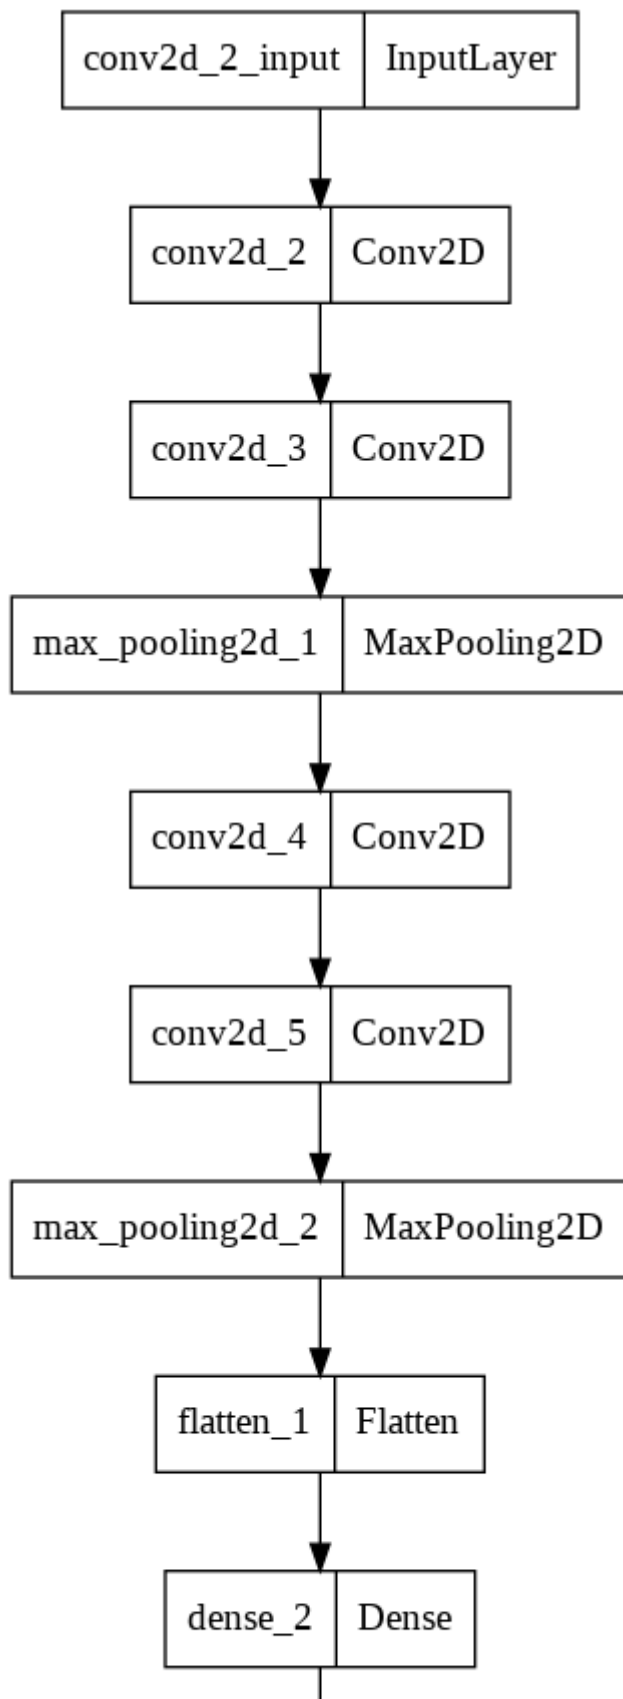 conv2d_2_input InputLayer
conv2d_2 Conv2D
conv2d_3 Conv2D
max_pooling2d_1 MaxPooling2D
conv2d_4 Conv2D
conv2d_5 Conv2D
max_pooling2d_2 MaxPooling2D
flatten_1 Flatten
dense_2 Dense